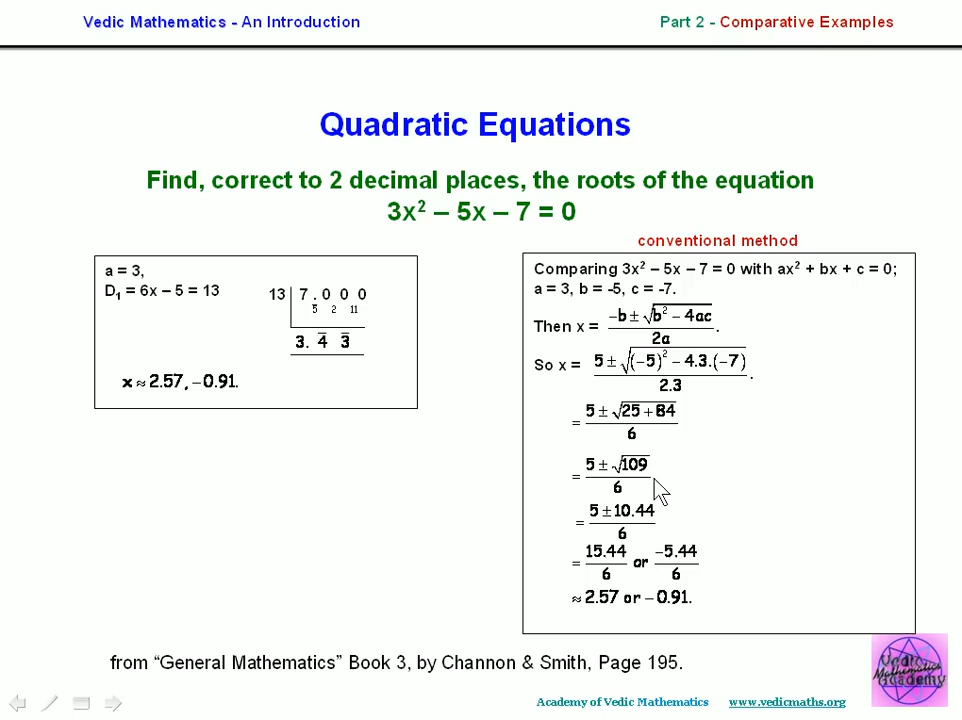 Vedic Mathematics - An Introduction
Part 2 - Comparative Examples
Quadratic Equations
Find, correct to 2 decimal places, the roots of the equation
3x² – 5x – 7 = 0
a = 3,
D₁ = 6x – 5 = 13
13 | 7 . 0 0 0
5 2 11
3. 4̅ 3̅
x ≈ 2.57, −0.91.
conventional method
Comparing 3x² – 5x – 7 = 0 with ax² + bx + c = 0;
a = 3, b = -5, c = -7.
Then x = (−b ± √(b² − 4ac)) / 2a .
So x = (5 ± √((−5)² − 4.3.(−7))) / 2.3 .
= (5 ± √(25 + 84)) / 6
= (5 ± √109) / 6
= (5 ± 10.44) / 6
= 15.44 / 6 or −5.44 / 6
≈ 2.57 or − 0.91.
from “General Mathematics” Book 3, by Channon & Smith, Page 195.
Vedic
Mathematics
Academy
Academy of Vedic Mathematics www.vedicmaths.org